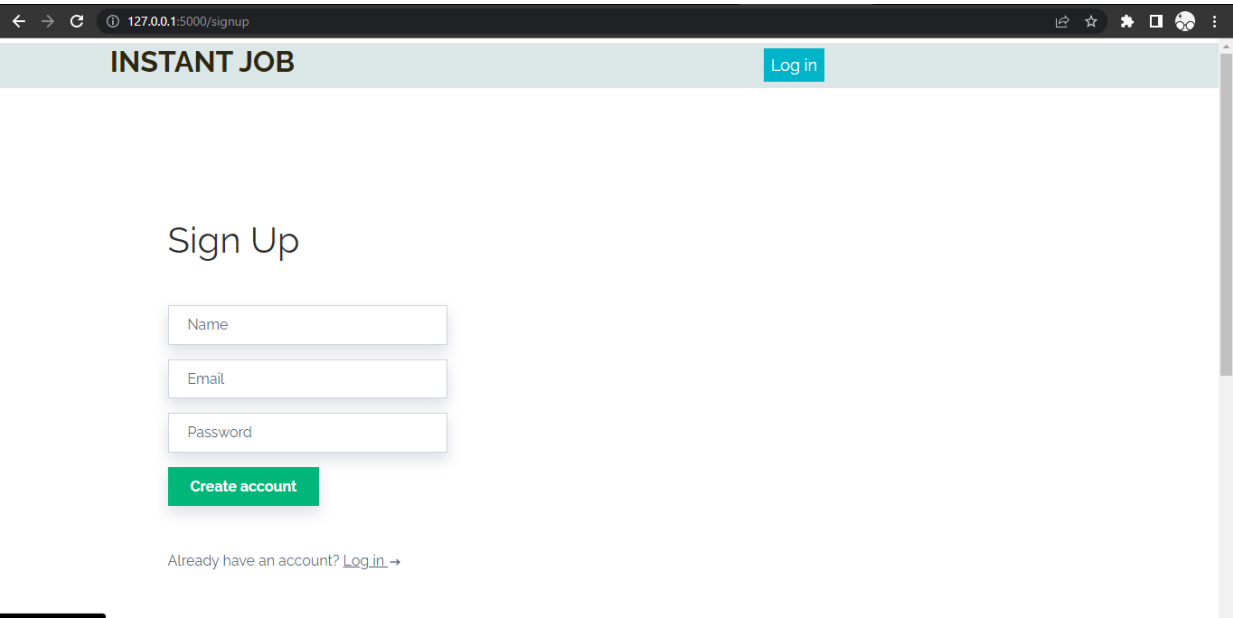 127.0.0.1:5000/signup
INSTANT JOB
Log in
Sign Up
Name
Email
Password
Create account
Already have an account? Log in →